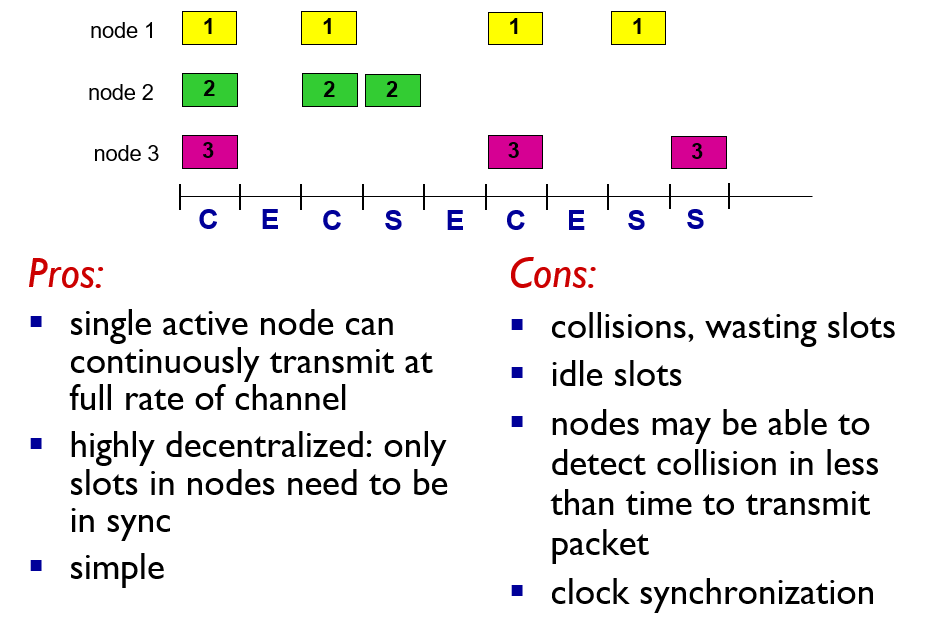 node 1 1 1 1 1
node 2 2 2 2
node 3 3 3 3
C E C S E C E S S
Pros:
single active node can
continuously transmit at
full rate of channel
highly decentralized: only
slots in nodes need to be
in sync
simple
Cons:
collisions, wasting slots
idle slots
nodes may be able to
detect collision in less
than time to transmit
packet
clock synchronization